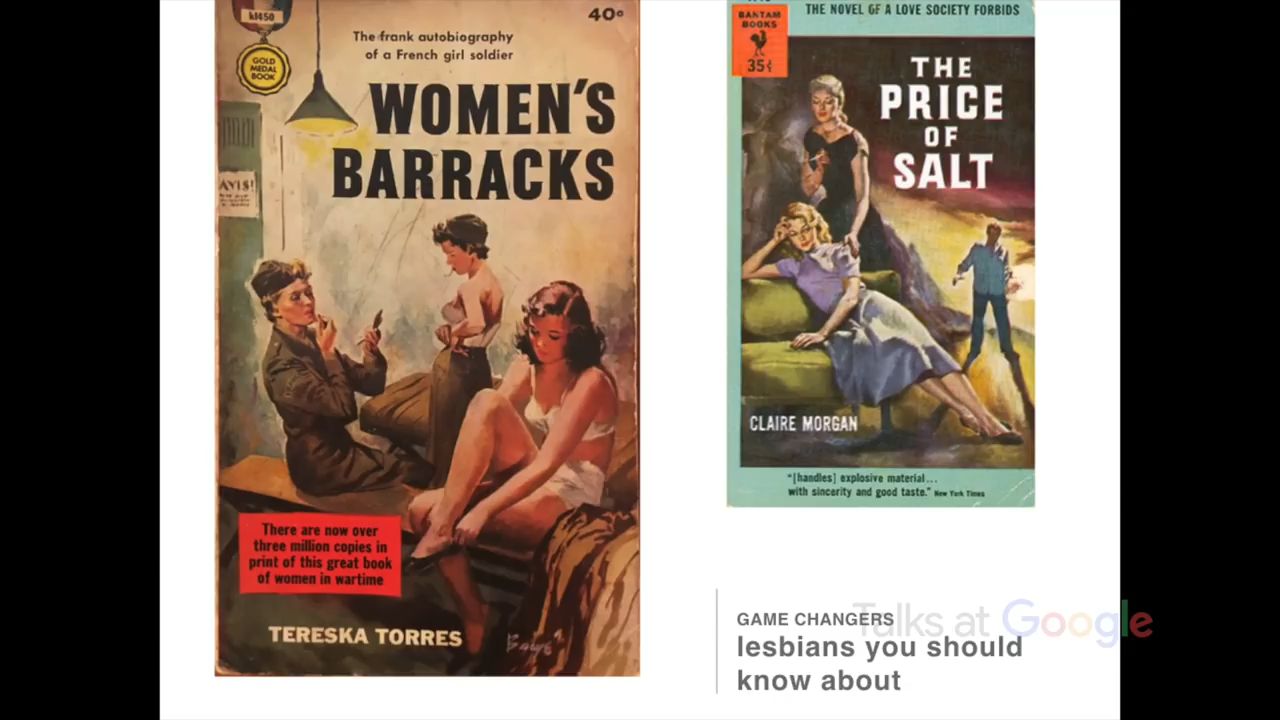 kk450
40¢
GOLD
MEDAL
BOOK
The frank autobiography
of a French girl soldier
WOMEN'S
BARRACKS
AVIS!
There are now over
three million copies in
print of this great book
of women in wartime
TERESKA TORRES
THE NOVEL OF A LOVE SOCIETY FORBIDS
BANTAM
BOOKS
35¢
THE
PRICE
OF
SALT
CLAIRE MORGAN
"[handles] explosive material...
with sincerity and good taste." New York Times
GAME CHANGERS
lesbians you should
know about
Talks at Google